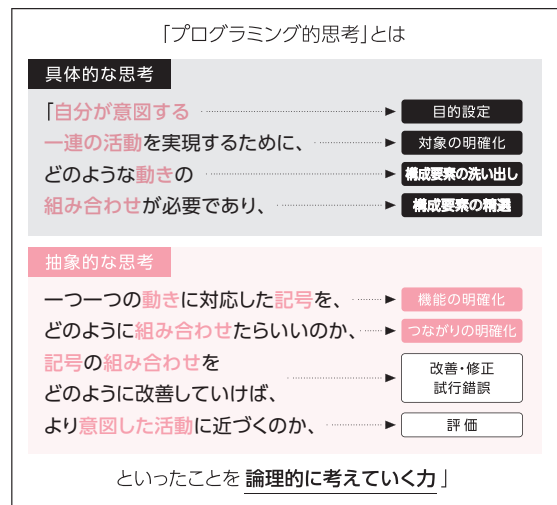 「プログラミング的思考」とは
具体的な思考
「自分が意図する 目的設定
一連の活動を実現するために、 対象の明確化
どのような動きの 構成要素の洗い出し
組み合わせが必要であり、 構成要素の精選
抽象的な思考
一つ一つの動きに対応した記号を、 機能の明確化
どのように組み合わせたらいいのか、 つながりの明確化
記号の組み合わせを
どのように改善していけば、
改善・修正
試行錯誤
より意図した活動に近づくのか、 評価
といったことを 論理的に考えていく力」